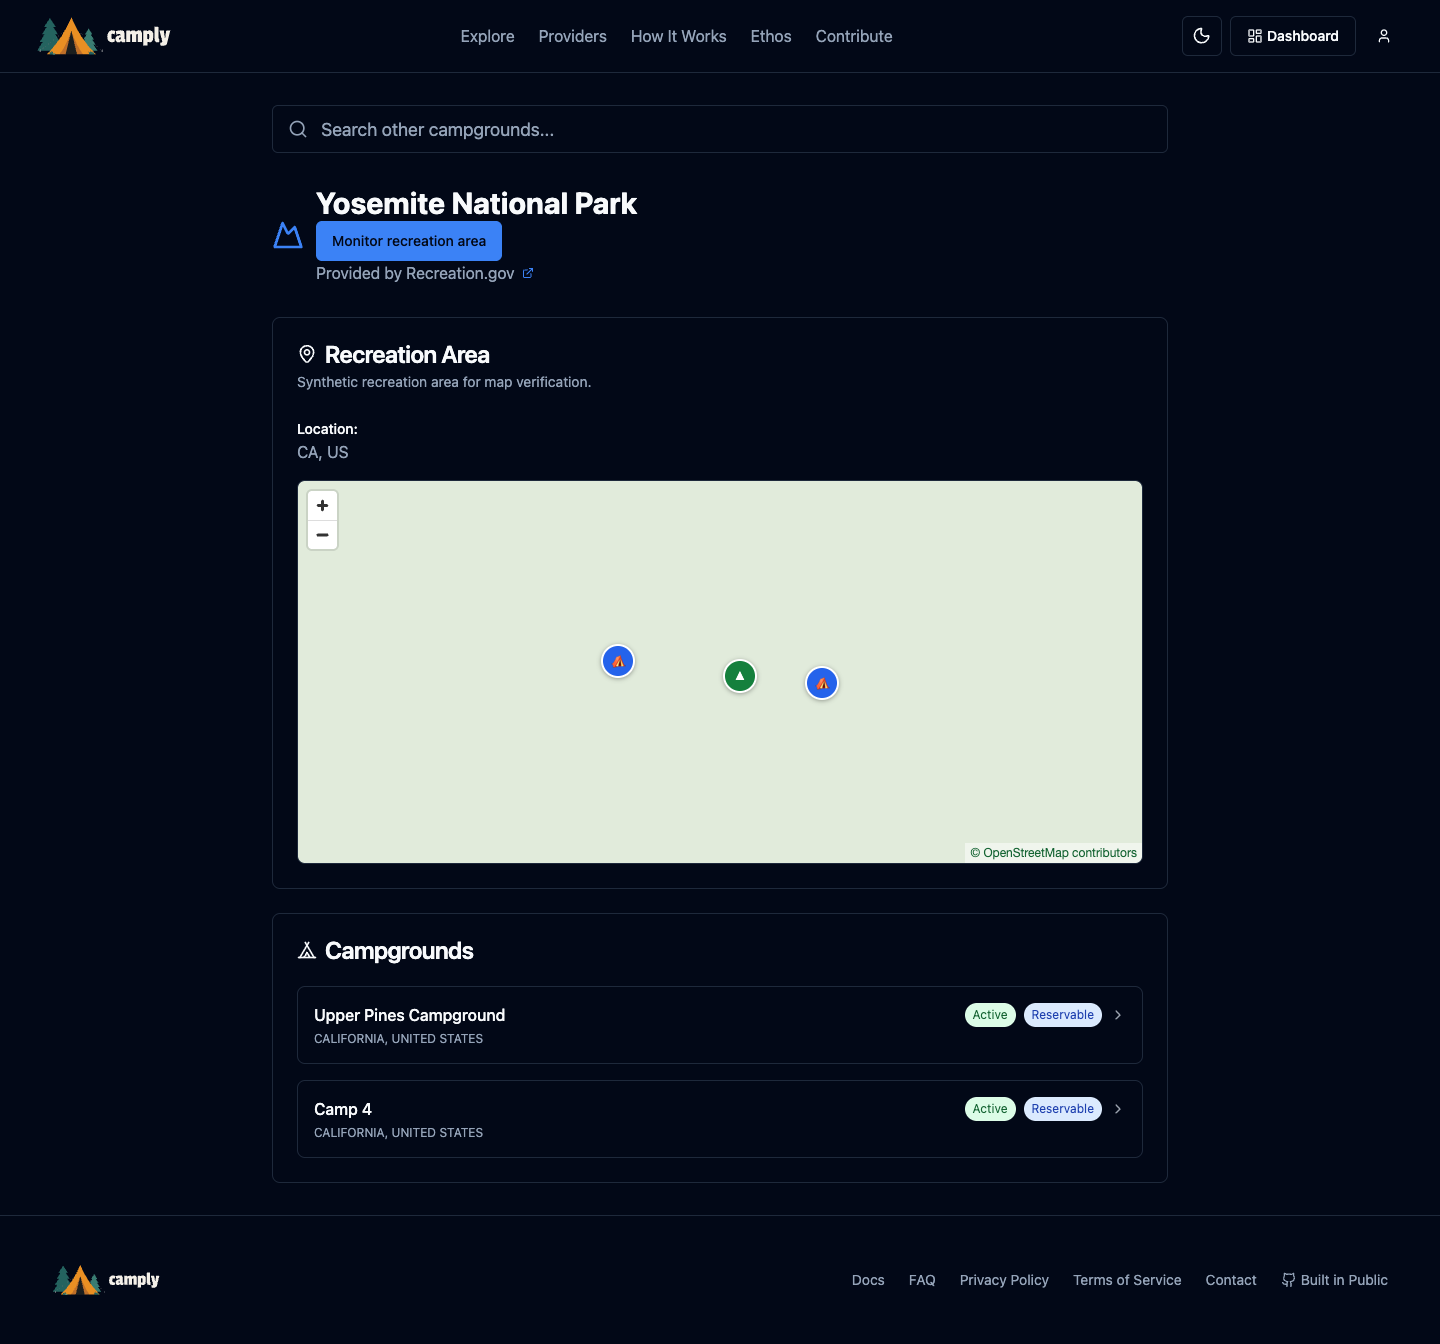 camply
Explore
Providers
How It Works
Ethos
Contribute
Dashboard
Search other campgrounds...
Yosemite National Park
Monitor recreation area
Provided by Recreation.gov
Recreation Area
Synthetic recreation area for map verification.
Location:
CA, US
+
−
© OpenStreetMap contributors
Campgrounds
Upper Pines Campground
Active
Reservable
CALIFORNIA, UNITED STATES
Camp 4
Active
Reservable
CALIFORNIA, UNITED STATES
camply
Docs
FAQ
Privacy Policy
Terms of Service
Contact
Built in Public